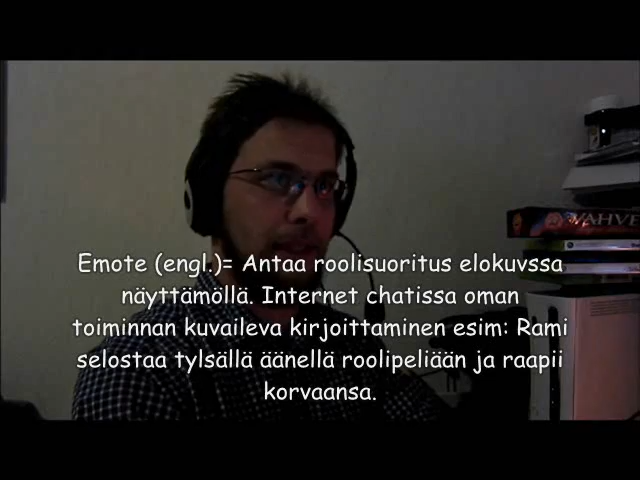 Emote (engl.)= Antaa roolisuoritus elokuvssa
näyttämöllä. Internet chatissa oman
toiminnan kuvaileva kirjoittaminen esim: Rami
selostaa tylsällä äänellä roolipeliään ja raapii
korvaansa.